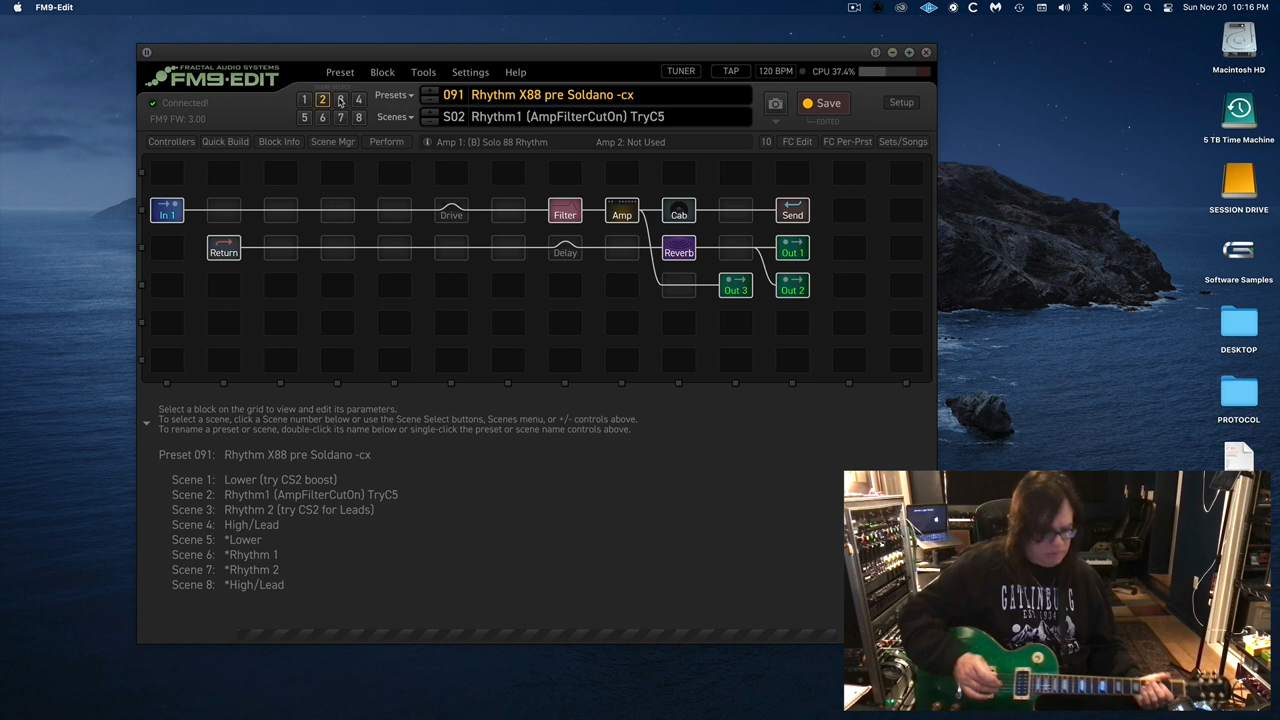 FM9-Edit
Sun Nov 20 10:16 PM
FRACTAL AUDIO SYSTEMS
FM9-EDIT
Preset Block Tools Settings Help
TUNER TAP 120 BPM CPU 37.4%
Connected!
FM9 FW: 3.00
SCENE SELECT
1 2 4
5 6 7 8
Presets
091 Rhythm X88 pre Soldano -cx
Scenes
S02 Rhythm1 (AmpFilterCutOn) TryC5
Save
EDITED
Setup
Controllers Quick Build Block Info Scene Mgr Perform
Amp 1: (B) Solo 88 Rhythm Amp 2: Not Used
10 FC Edit FC Per-Prst Sets/Songs
In 1 Drive Filter Amp Cab Send
Return Delay Reverb Out 1
Out 3 Out 2
Select a block on the grid to view and edit its parameters.
To select a scene, click a Scene number below or use the Scene Select buttons, Scenes menu, or +/- controls above.
To rename a preset or scene, double-click its name below or single-click the preset or scene name controls above.
Preset 091: Rhythm X88 pre Soldano -cx
Scene 1: Lower (try CS2 boost)
Scene 2: Rhythm1 (AmpFilterCutOn) TryC5
Scene 3: Rhythm 2 (try CS2 for Leads)
Scene 4: High/Lead
Scene 5: *Lower
Scene 6: *Rhythm 1
Scene 7: *Rhythm 2
Scene 8: *High/Lead
Macintosh HD
5 TB Time Machine
SESSION DRIVE
Software Samples
DESKTOP
PROTOCOL
EST. 1934